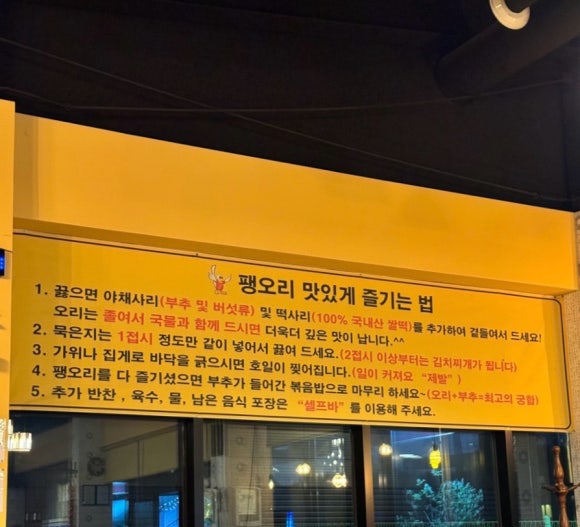 팽오리 맛있게 즐기는 법
1. 끓으면 야채사리(부추 및 버섯류) 및 떡사리(100% 국내산 쌀떡)를 추가하여 곁들여서 드세요!
오리는 졸여서 국물과 함께 드시면 더욱더 깊은 맛이 납니다.^^
2. 묵은지는 1접시 정도만 같이 넣어서 끓여 드세요.(2접시 이상부터는 김치찌개가 됩니다)
3. 가위나 집게로 바닥을 긁으시면 호일이 찢어집니다.(일이 커져요 “제발”)
4. 팽오리를 다 즐기셨으면 부추가 들어간 볶음밥으로 마무리 하세요~(오리+부추=최고의 궁합)
5. 추가 반찬 , 육수, 물, 남은 음식 포장은 “셀프바”를 이용해 주세요.